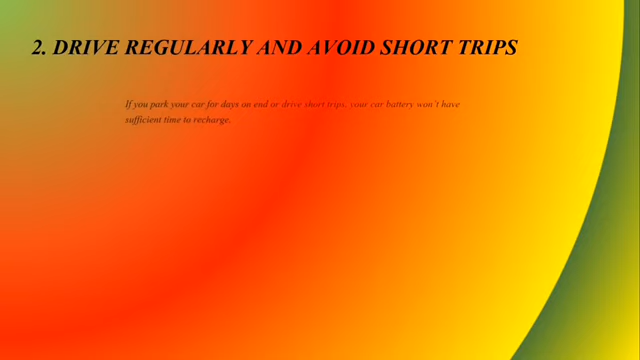 2. DRIVE REGULARLY AND AVOID SHORT TRIPS
If you park your car for days on end or drive short trips, your car battery won't have
sufficient time to recharge.